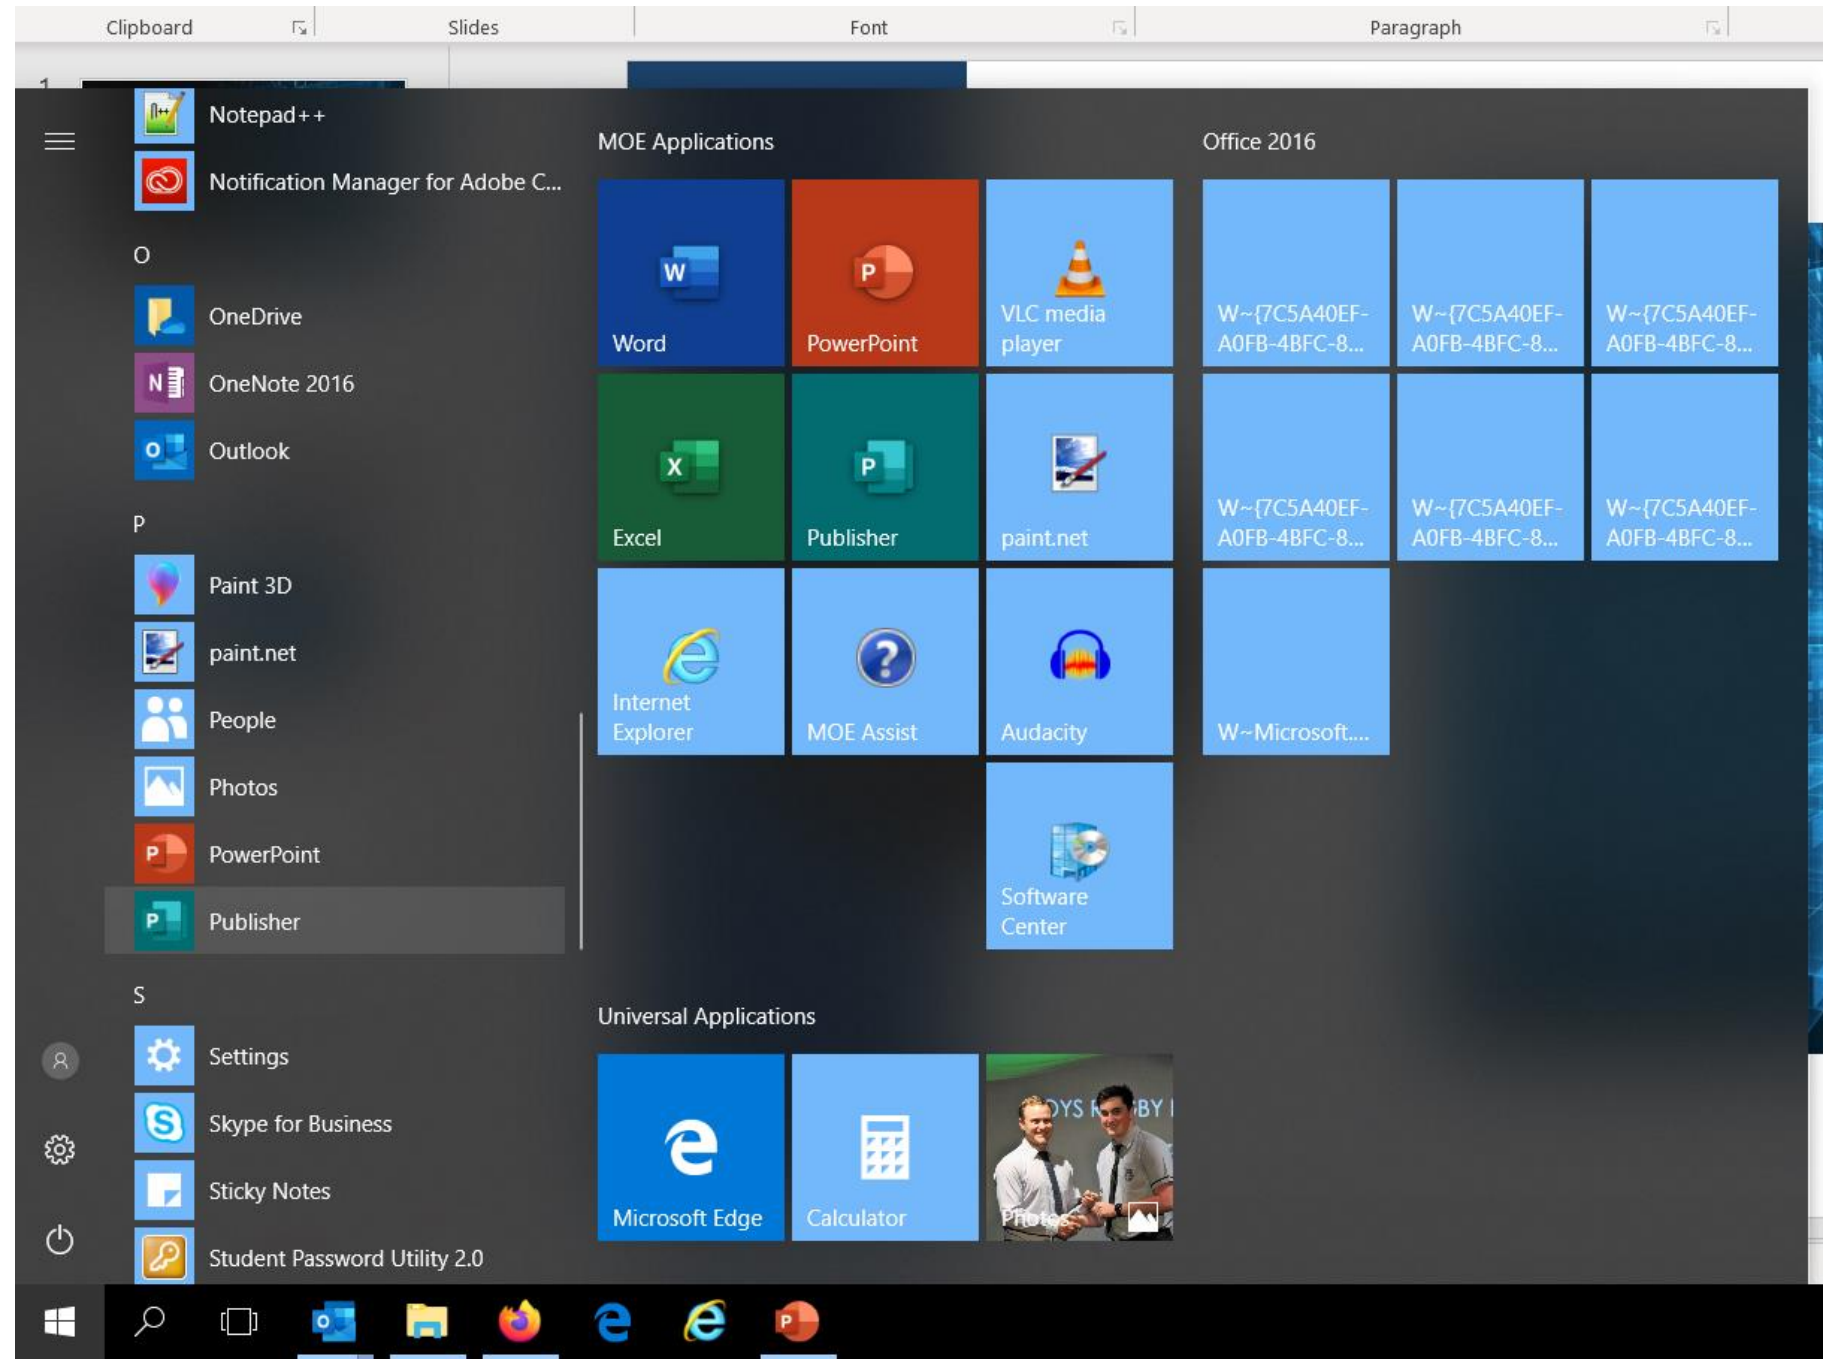 Clipboard
Slides
Font
Paragraph
1
Notepad++
Notification Manager for Adobe C...
O
OneDrive
OneNote 2016
Outlook
P
Paint 3D
paint.net
People
Photos
PowerPoint
Publisher
S
Settings
Skype for Business
Sticky Notes
Student Password Utility 2.0
MOE Applications
Word
PowerPoint
VLC media
player
Excel
Publisher
paint.net
Internet
Explorer
MOE Assist
Audacity
Software
Center
Office 2016
W~{7C5A40EF-
A0FB-4BFC-8...
W~{7C5A40EF-
A0FB-4BFC-8...
W~{7C5A40EF-
A0FB-4BFC-8...
W~{7C5A40EF-
A0FB-4BFC-8...
W~{7C5A40EF-
A0FB-4BFC-8...
W~{7C5A40EF-
A0FB-4BFC-8...
W~Microsoft....
Universal Applications
Microsoft Edge
Calculator
Photos